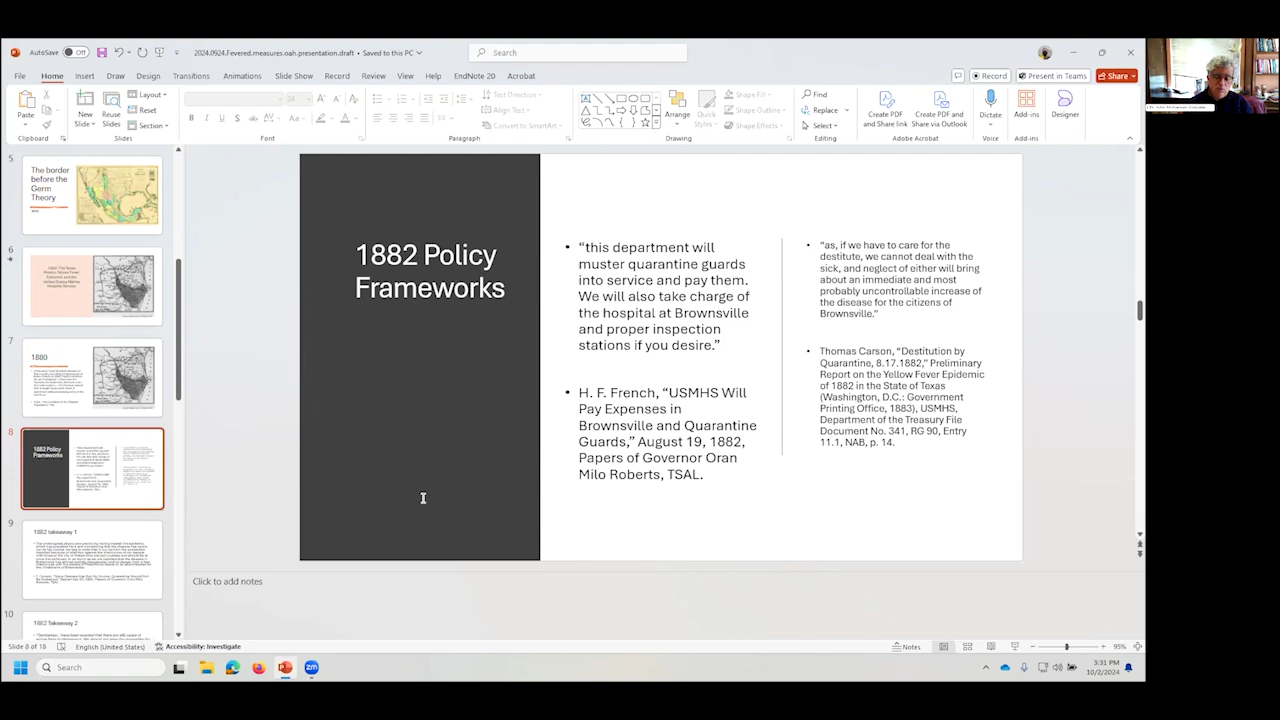 AutoSave Off 2024.0924.Fevered.measures.oah.presentation.draft • Saved to this PC Search
File Home Insert Draw Design Transitions Animations Slide Show Record Review View Help EndNote 20 Acrobat Record Present in Teams Share
Paste New Slide Reuse Slides Layout Reset Section Text Direction Align Text Convert to SmartArt Arrange Quick Styles Shape Fill Shape Outline Shape Effects Find Replace Select Create PDF and Share link Create PDF and Share via Outlook Dictate Add-ins Designer
Clipboard Slides Font Paragraph Drawing Editing Adobe Acrobat Voice Add-ins
5
The border
before the
Germ
Theory
6
7
1880
8
1882 Policy
Frameworks
9
1882 takeaway 1
10
1882 Takeaway 2
1882 Policy
Frameworks
• “this department will
muster quarantine guards
into service and pay them.
We will also take charge of
the hospital at Brownsville
and proper inspection
stations if you desire.”
• H. F. French, “USMHS Will
Pay Expenses in
Brownsville and Quarantine
Guards,” August 19, 1882,
Papers of Governor Oran
Milo Roberts, TSAL.
• “as, if we have to care for the
destitute, we cannot deal with the
sick, and neglect of either will bring
about an immediate and most
probably uncontrollable increase of
the disease for the citizens of
Brownsville.”
• Thomas Carson, “Destitution by
Quarantine, 8.17.1882,” Preliminary
Report on the Yellow Fever Epidemic
of 1882 in the State of Texas
(Washington, D.C.: Government
Printing Office, 1883), USMHS,
Department of the Treasury File
Document No. 341, RG 90, Entry
11.1, NAB, p. 14.
Click to add notes
Slide 8 of 18 English (United States) Accessibility: Investigate Notes 95%
Search zm 3:31 PM
10/2/2024